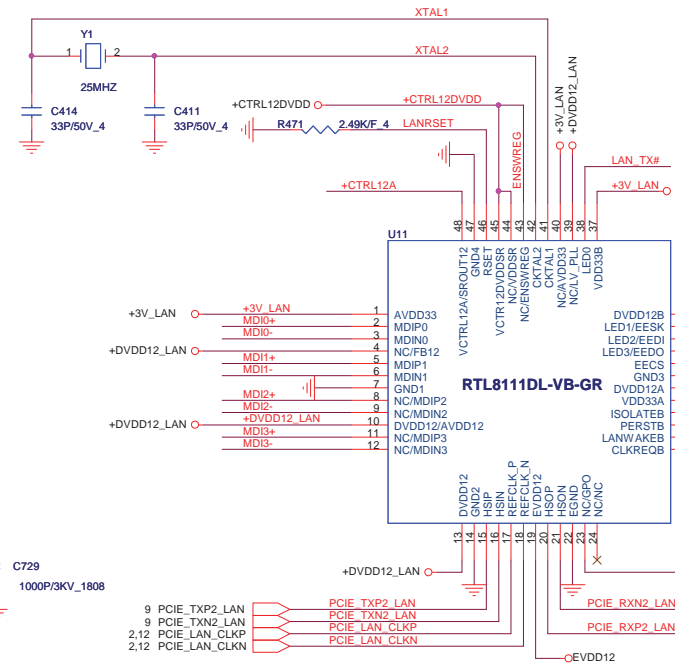 XTAL1
Y1
1 2
XTAL2
25MHZ
C414
33P/50V_4
C411
33P/50V_4
+CTRL12DVDD
+CTRL12DVDD
R471
2.49K/F_4
LANRSET
ENSWREG
+3V_LAN
+DVDD12_LAN
LAN_TX#
+CTRL12A
+3V_LAN
U11
48 47 46 45 44 43 42 41 40 39 38 37
VCTRL12A/SROUT12
GND4
RSET
VCTR12DVDDSR
NC/VDDSR
NC/ENSWREG
CKTAL2
CKTAL1
NC/AVDD33
NC/LV_PLL
LED0
VDD33B
+3V_LAN
+3V_LAN
1 AVDD33
MDI0+ 2 MDIP0
MDI0- 3 MDIN0
+DVDD12_LAN 4 NC/FB12
MDI1+ 5 MDIP1
MDI1- 6 MDIN1
7 GND1
MDI2+ 8 NC/MDIP2
MDI2- 9 NC/MDIN2
+DVDD12_LAN +DVDD12_LAN 10 DVDD12/AVDD12
MDI3+ 11 NC/MDIP3
MDI3- 12 NC/MDIN3
RTL8111DL-VB-GR
DVDD12B
LED1/EESK
LED2/EEDI
LED3/EEDO
EECS
GND3
DVDD12A
VDD33A
ISOLATEB
PERSTB
LANWAKEB
CLKREQB
DVDD12
GND2
HSIP
HSIN
REFCLK_P
REFCLK_N
EVDD12
HSOP
HSON
EGND
NC/GPO
NC/NC
13 14 15 16 17 18 19 20 21 22 23 24
C729
1000P/3KV_1808
+DVDD12_LAN
9 PCIE_TXP2_LAN PCIE_TXP2_LAN
9 PCIE_TXN2_LAN PCIE_TXN2_LAN
2,12 PCIE_LAN_CLKP PCIE_LAN_CLKP
2,12 PCIE_LAN_CLKN PCIE_LAN_CLKN
PCIE_RXN2_LAN
PCIE_RXP2_LAN
EVDD12